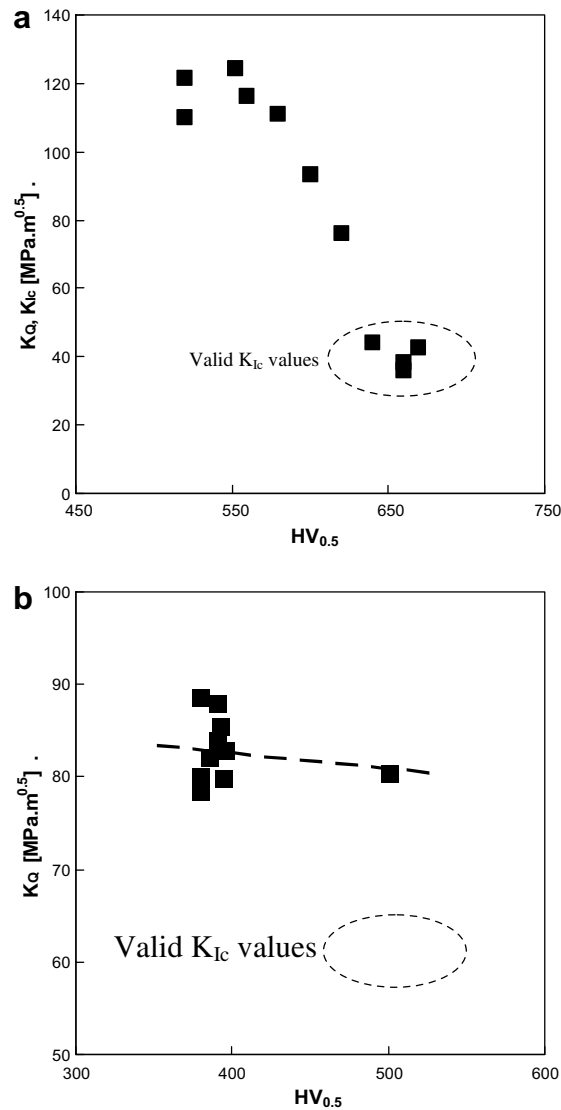 a
140
120
100
80
60
40
20
0
KQ, KIc [MPa.m0.5] .
Valid KIc values
450 550 650 750
HV0.5
b
100
90
80
70
60
50
KQ [MPa.m0.5] .
Valid KIc values
300 400 500 600
HV0.5